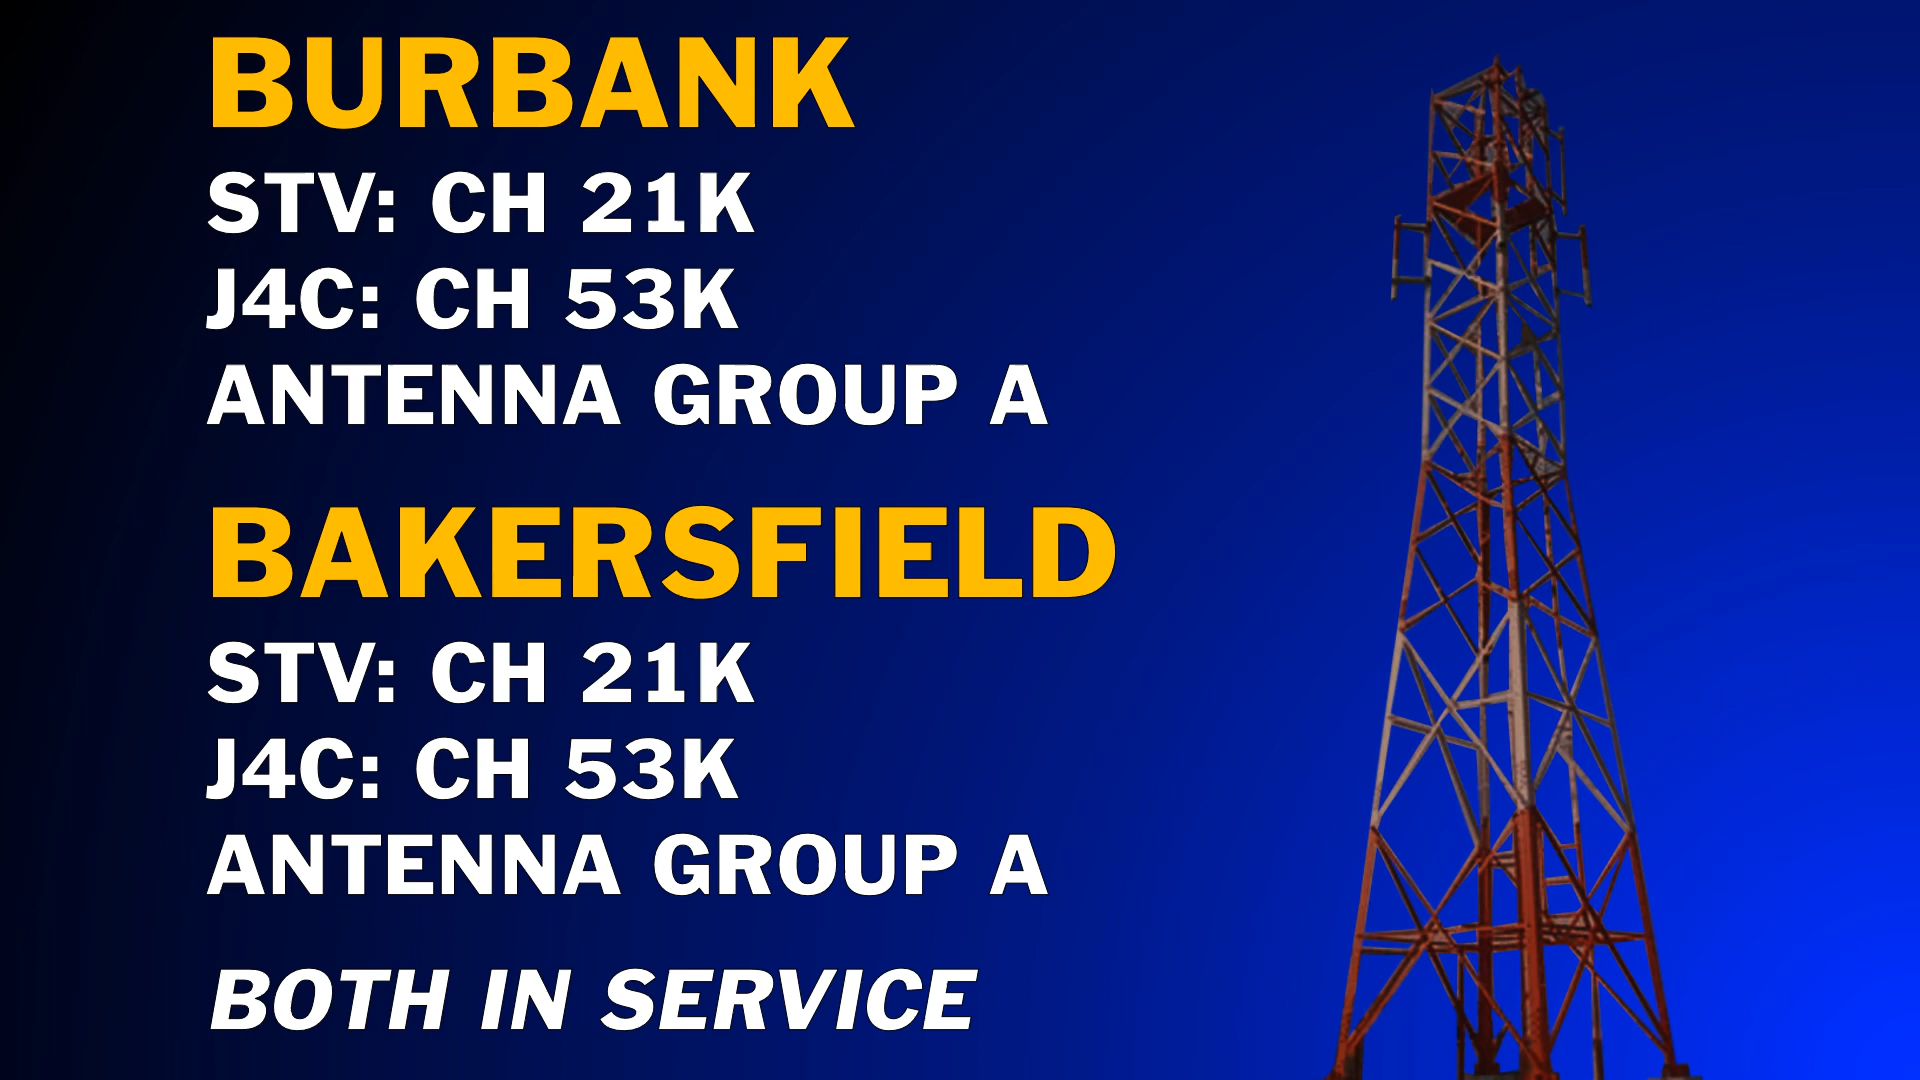 BURBANK
STV: CH 21K
J4C: CH 53K
ANTENNA GROUP A
BAKERSFIELD
STV: CH 21K
J4C: CH 53K
ANTENNA GROUP A
BOTH IN SERVICE